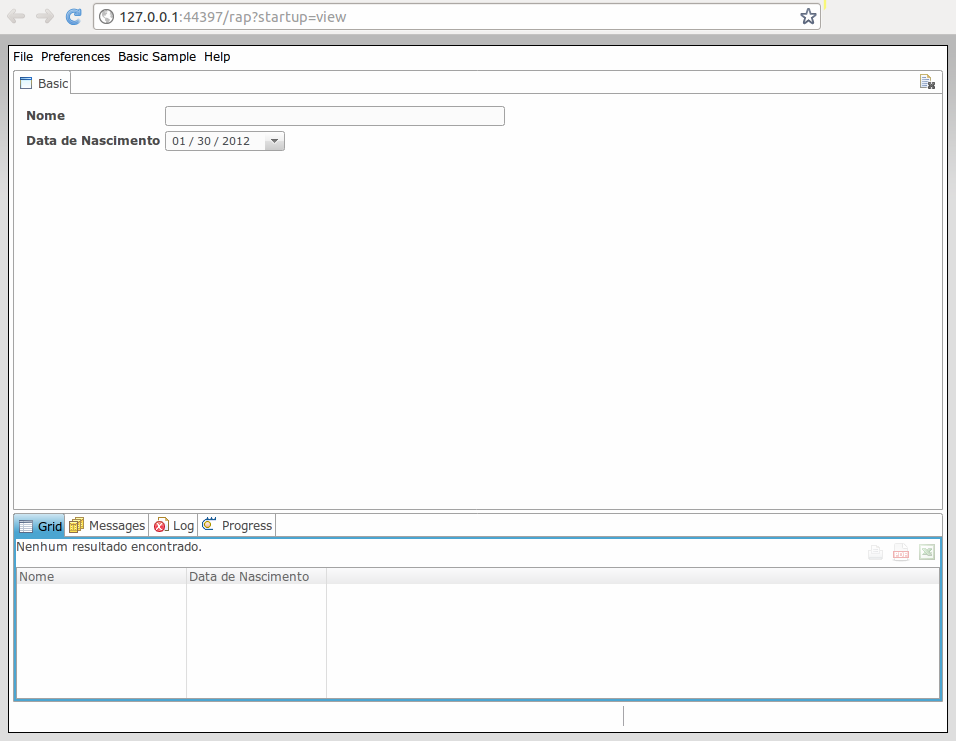 127.0.0.1:44397/rap?startup=view
File Preferences Basic Sample Help
Basic
Nome
Data de Nascimento 01 / 30 / 2012
Grid Messages Log Progress
Nenhum resultado encontrado.
Nome Data de Nascimento